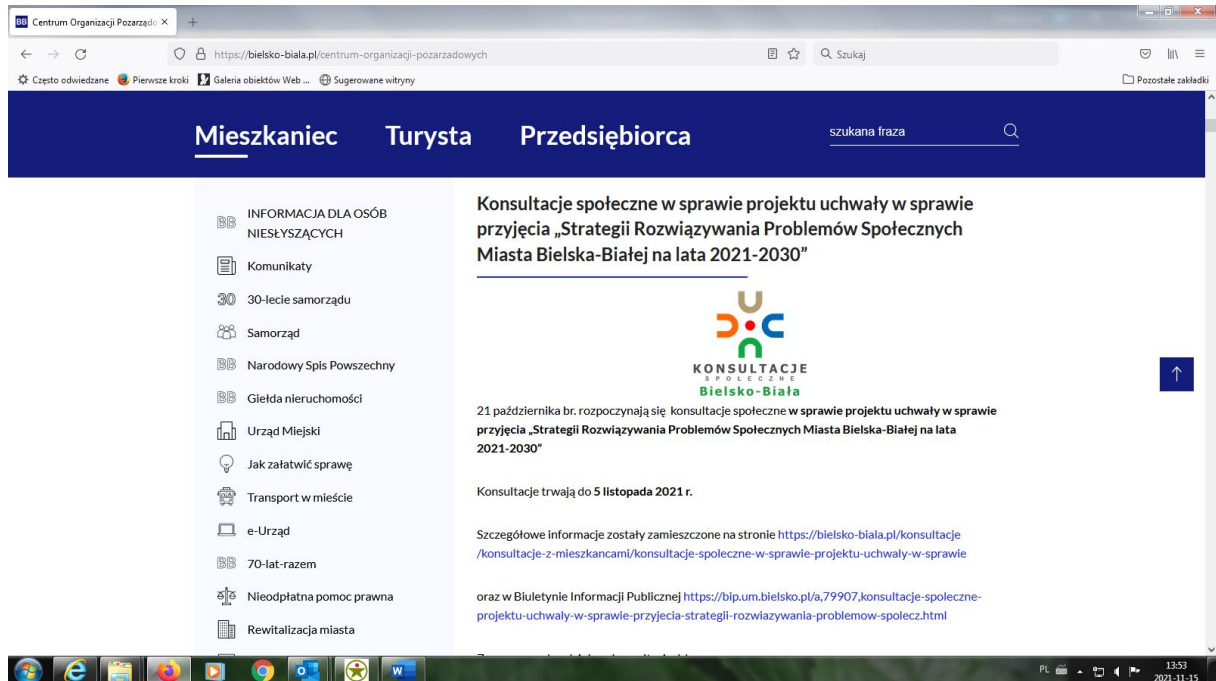 BB Centrum Organizacji Pozarządo × +
https://bielsko-biala.pl/centrum-organizacji-pozarzadowych
Szukaj
Często odwiedzane Pierwsze kroki Galeria obiektów Web ... Sugerowane witryny Pozostałe zakładki
Mieszkaniec Turysta Przedsiębiorca szukana fraza
BB INFORMACJA DLA OSÓB
NIESŁYSZĄCYCH
Komunikaty
30 30-lecie samorządu
Samorząd
BB Narodowy Spis Powszechny
BB Giełda nieruchomości
Urząd Miejski
Jak załatwić sprawę
Transport w mieście
e-Urząd
BB 70-lat-razem
Nieodpłatna pomoc prawna
Rewitalizacja miasta
Konsultacje społeczne w sprawie projektu uchwały w sprawie
przyjęcia „Strategii Rozwiązywania Problemów Społecznych
Miasta Bielska-Białej na lata 2021-2030”
KONSULTACJE
SPOŁECZNE
Bielsko-Biała
21 października br. rozpoczynają się konsultacje społeczne w sprawie projektu uchwały w sprawie
przyjęcia „Strategii Rozwiązywania Problemów Społecznych Miasta Bielska-Białej na lata
2021-2030”
Konsultacje trwają do 5 listopada 2021 r.
Szczegółowe informacje zostały zamieszczone na stronie https://bielsko-biala.pl/konsultacje
/konsultacje-z-mieszkancami/konsultacje-spoleczne-w-sprawie-projektu-uchwaly-w-sprawie
oraz w Biuletynie Informacji Publicznej https://bip.um.bielsko.pl/a,79907,konsultacje-spoleczne-
projektu-uchwaly-w-sprawie-przyjecia-strategii-rozwiazywania-problemow-spolecz.html
PL 13:53
2021-11-15